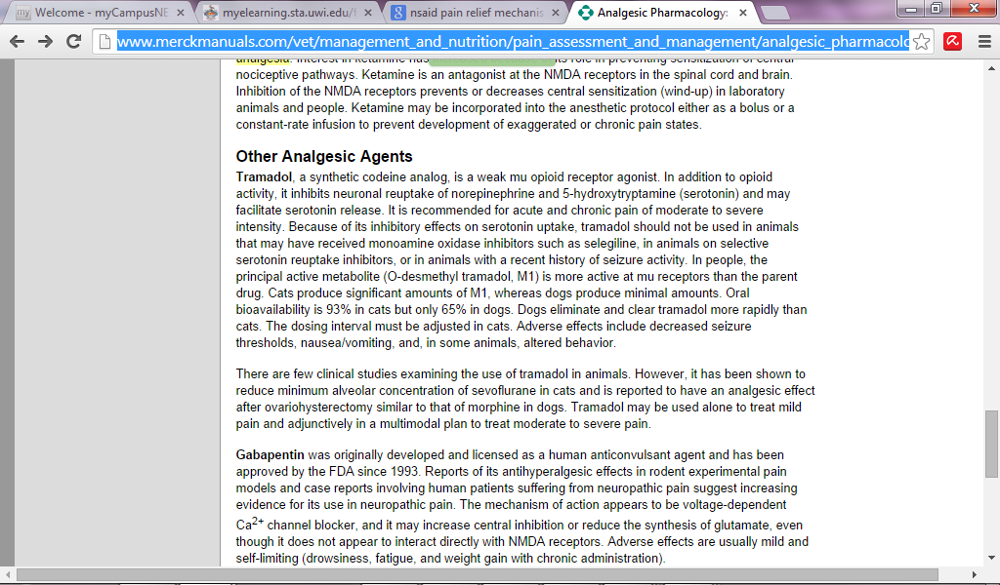 Welcome - myCampusNE
myelearning.sta.uwi.edu/f
nsaid pain relief mechanis
Analgesic Pharmacology:
www.merckmanuals.com/vet/management_and_nutrition/pain_assessment_and_management/analgesic_pharmacolo
analgesia. Interest in ketamine has its role in preventing sensitization of central
nociceptive pathways. Ketamine is an antagonist at the NMDA receptors in the spinal cord and brain.
Inhibition of the NMDA receptors prevents or decreases central sensitization (wind-up) in laboratory
animals and people. Ketamine may be incorporated into the anesthetic protocol either as a bolus or a
constant-rate infusion to prevent development of exaggerated or chronic pain states.
Other Analgesic Agents
Tramadol, a synthetic codeine analog, is a weak mu opioid receptor agonist. In addition to opioid
activity, it inhibits neuronal reuptake of norepinephrine and 5-hydroxytryptamine (serotonin) and may
facilitate serotonin release. It is recommended for acute and chronic pain of moderate to severe
intensity. Because of its inhibitory effects on serotonin uptake, tramadol should not be used in animals
that may have received monoamine oxidase inhibitors such as selegiline, in animals on selective
serotonin reuptake inhibitors, or in animals with a recent history of seizure activity. In people, the
principal active metabolite (O-desmethyl tramadol, M1) is more active at mu receptors than the parent
drug. Cats produce significant amounts of M1, whereas dogs produce minimal amounts. Oral
bioavailability is 93% in cats but only 65% in dogs. Dogs eliminate and clear tramadol more rapidly than
cats. The dosing interval must be adjusted in cats. Adverse effects include decreased seizure
thresholds, nausea/vomiting, and, in some animals, altered behavior.
There are few clinical studies examining the use of tramadol in animals. However, it has been shown to
reduce minimum alveolar concentration of sevoflurane in cats and is reported to have an analgesic effect
after ovariohysterectomy similar to that of morphine in dogs. Tramadol may be used alone to treat mild
pain and adjunctively in a multimodal plan to treat moderate to severe pain.
Gabapentin was originally developed and licensed as a human anticonvulsant agent and has been
approved by the FDA since 1993. Reports of its antihyperalgesic effects in rodent experimental pain
models and case reports involving human patients suffering from neuropathic pain suggest increasing
evidence for its use in neuropathic pain. The mechanism of action appears to be voltage-dependent
Ca2+ channel blocker, and it may increase central inhibition or reduce the synthesis of glutamate, even
though it does not appear to interact directly with NMDA receptors. Adverse effects are usually mild and
self-limiting (drowsiness, fatigue, and weight gain with chronic administration).